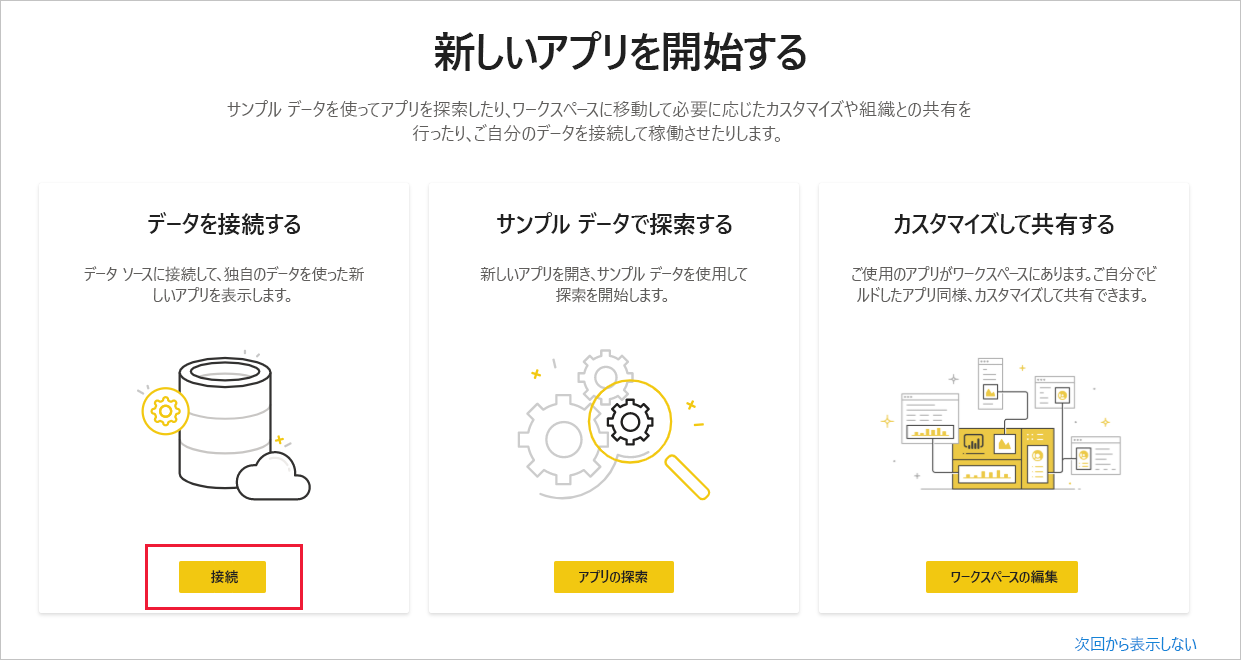 新しいアプリを開始する
サンプル データを使ってアプリを探索したり、ワークスペースに移動して必要に応じたカスタマイズや組織との共有を
行ったり、ご自分のデータを接続して稼働させたりします。
データを接続する
データ ソースに接続して、独自のデータを使った新
しいアプリを表示します。
接続
サンプル データで探索する
新しいアプリを開き、サンプル データを使用して
探索を開始します。
アプリの探索
カスタマイズして共有する
ご使用のアプリがワークスペースにあります。ご自分でビ
ルドしたアプリ同様、カスタマイズして共有できます。
ワークスペースの編集
次回から表示しない